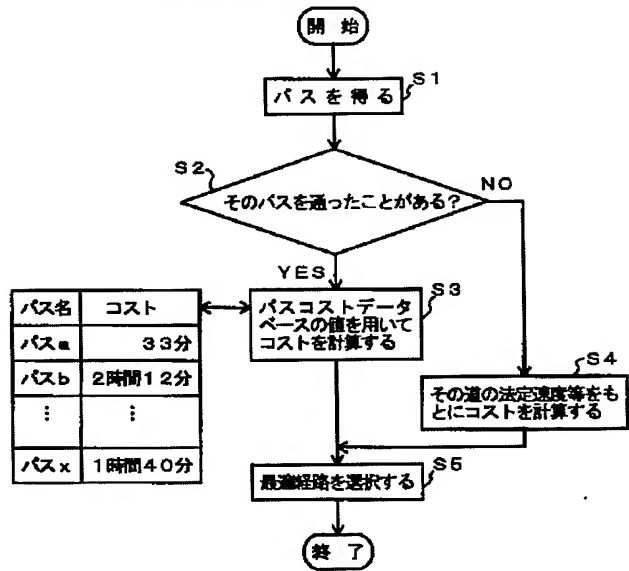 開 始
S1
パスを得る
S2
そのパスを通ったことがある?
NO
YES
S3
パスコストデータ
ベースの値を用いて
コストを計算する
パス名 コスト
パスa 33分
パスb 2時間12分
⋮ ⋮
パスx 1時間40分
S4
その道の法定速度等をも
とにコストを計算する
S5
最適経路を選択する
終 了